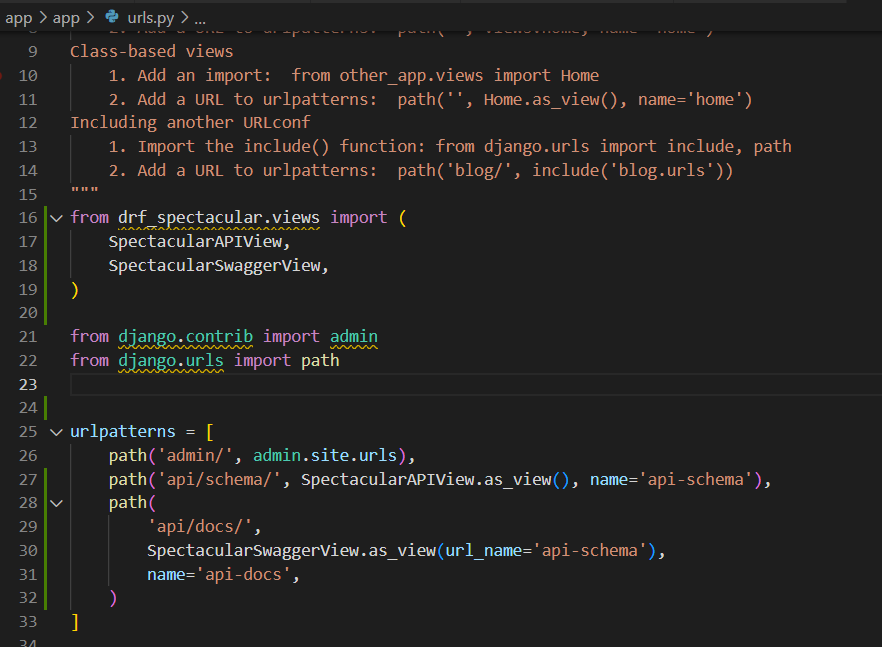 app > app > urls.py > ...
9 Class-based views
10     1. Add an import:  from other_app.views import Home
11     2. Add a URL to urlpatterns:  path('', Home.as_view(), name='home')
12 Including another URLconf
13     1. Import the include() function: from django.urls import include, path
14     2. Add a URL to urlpatterns:  path('blog/', include('blog.urls'))
15 """
16 from drf_spectacular.views import (
17     SpectacularAPIView,
18     SpectacularSwaggerView,
19 )
20
21 from django.contrib import admin
22 from django.urls import path
23
24
25 urlpatterns = [
26     path('admin/', admin.site.urls),
27     path('api/schema/', SpectacularAPIView.as_view(), name='api-schema'),
28     path(
29         'api/docs/',
30         SpectacularSwaggerView.as_view(url_name='api-schema'),
31         name='api-docs',
32     )
33 ]
34